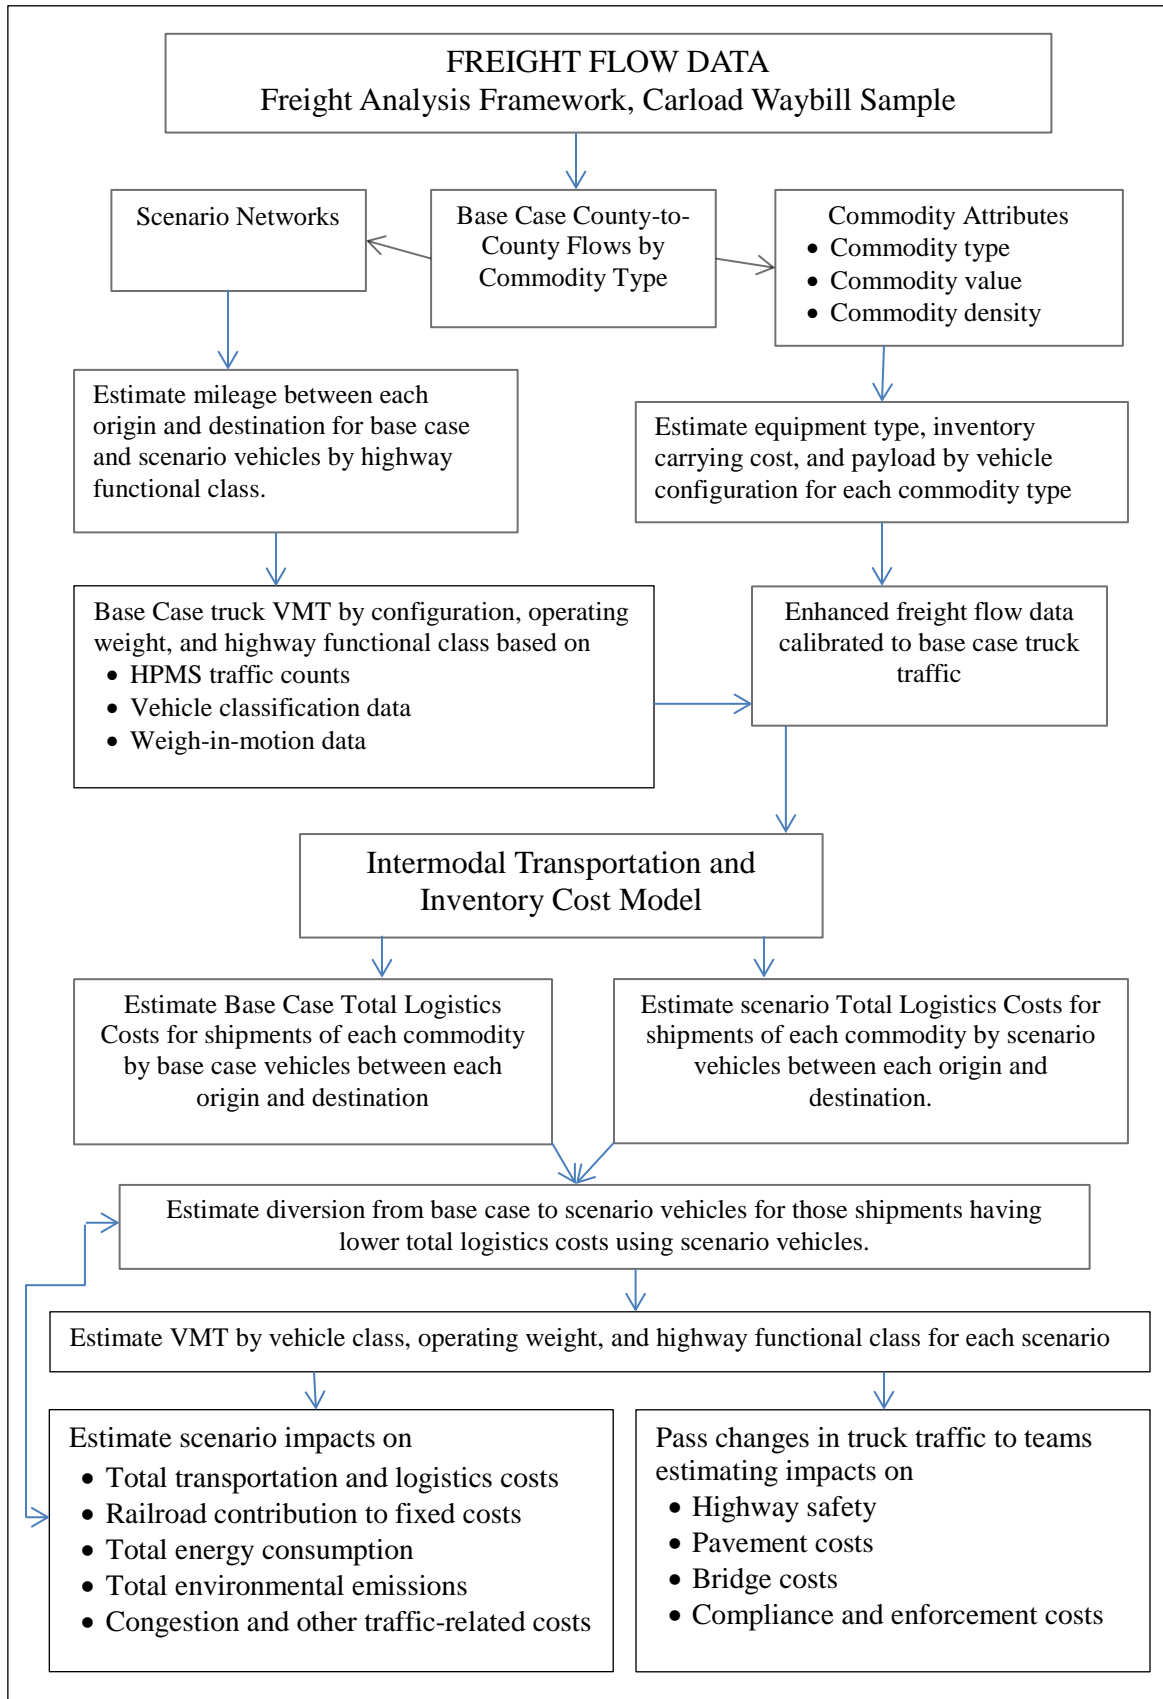 FREIGHT FLOW DATA
Freight Analysis Framework, Carload Waybill Sample
Scenario Networks
Base Case County-to-
County Flows by
Commodity Type
Commodity Attributes
• Commodity type
• Commodity value
• Commodity density
Estimate mileage between each
origin and destination for base case
and scenario vehicles by highway
functional class.
Estimate equipment type, inventory
carrying cost, and payload by vehicle
configuration for each commodity type
Base Case truck VMT by configuration, operating
weight, and highway functional class based on
• HPMS traffic counts
• Vehicle classification data
• Weigh-in-motion data
Enhanced freight flow data
calibrated to base case truck
traffic
Intermodal Transportation and
Inventory Cost Model
Estimate Base Case Total Logistics
Costs for shipments of each commodity
by base case vehicles between each
origin and destination
Estimate scenario Total Logistics Costs for
shipments of each commodity by scenario
vehicles between each origin and
destination.
Estimate diversion from base case to scenario vehicles for those shipments having
lower total logistics costs using scenario vehicles.
Estimate VMT by vehicle class, operating weight, and highway functional class for each scenario
Estimate scenario impacts on
• Total transportation and logistics costs
• Railroad contribution to fixed costs
• Total energy consumption
• Total environmental emissions
• Congestion and other traffic-related costs
Pass changes in truck traffic to teams
estimating impacts on
• Highway safety
• Pavement costs
• Bridge costs
• Compliance and enforcement costs